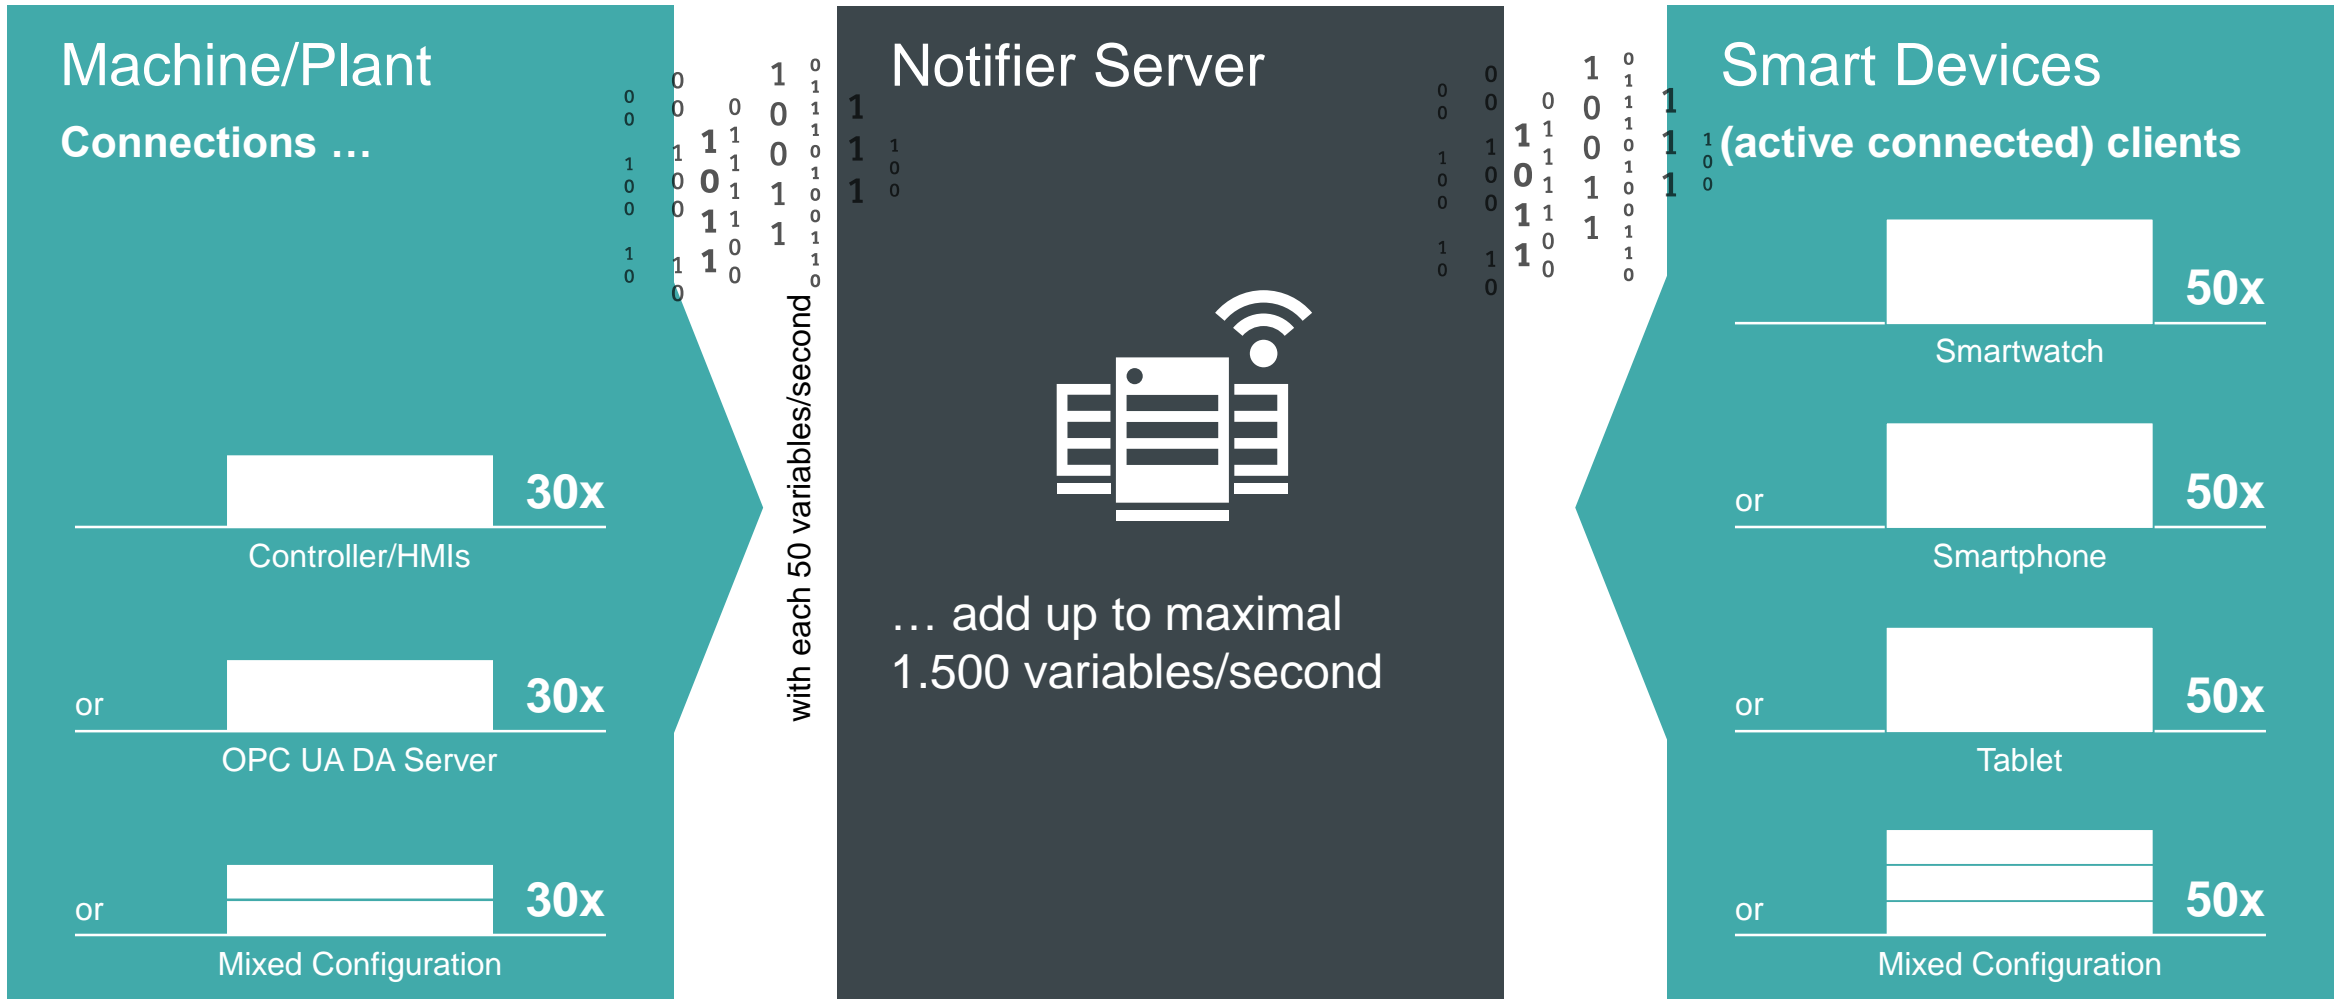 Machine/Plant
Connections …
30x
Controller/HMIs
or
30x
OPC UA DA Server
or
30x
Mixed Configuration
with each 50 variables/second
Notifier Server
… add up to maximal
1.500 variables/second
Smart Devices
(active connected) clients
50x
Smartwatch
or
50x
Smartphone
or
50x
Tablet
or
50x
Mixed Configuration